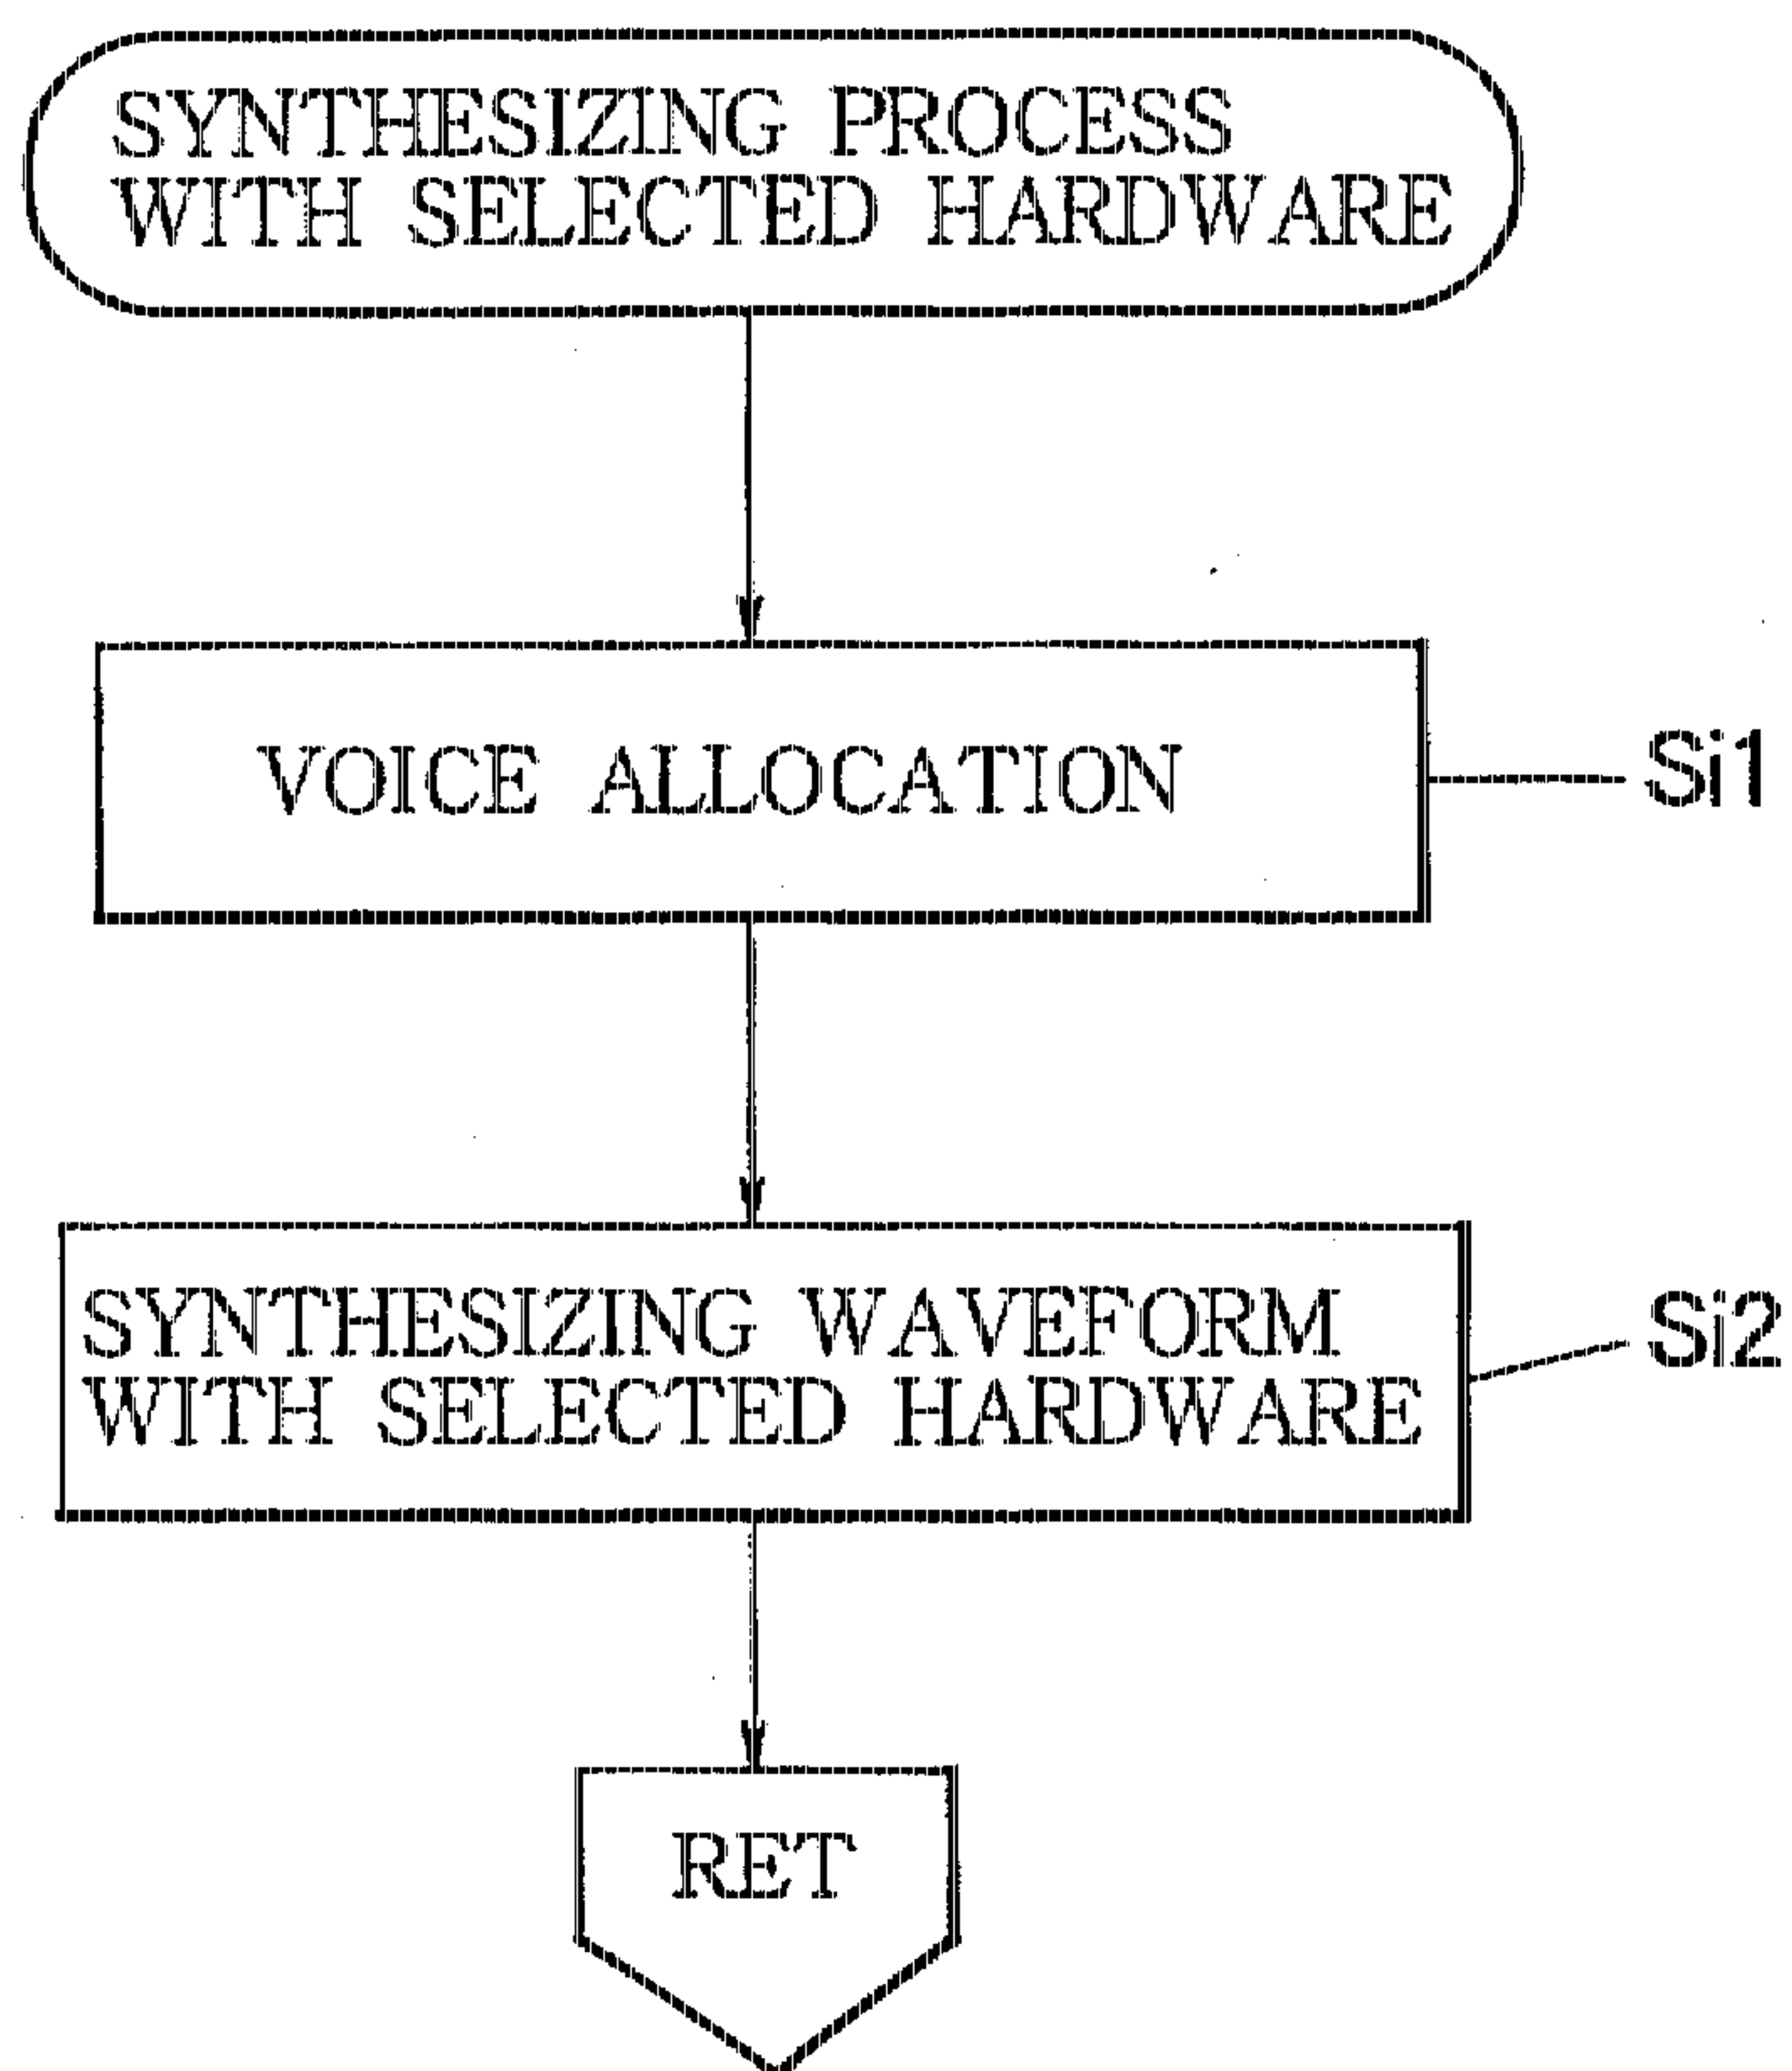 SYNTHESIZING PROCESS
WITH SELECTED HARDWARE
VOICE ALLOCATION
Si1
SYNTHESIZING WAVEFORM
WITH SELECTED HARDWARE
Si2
RET